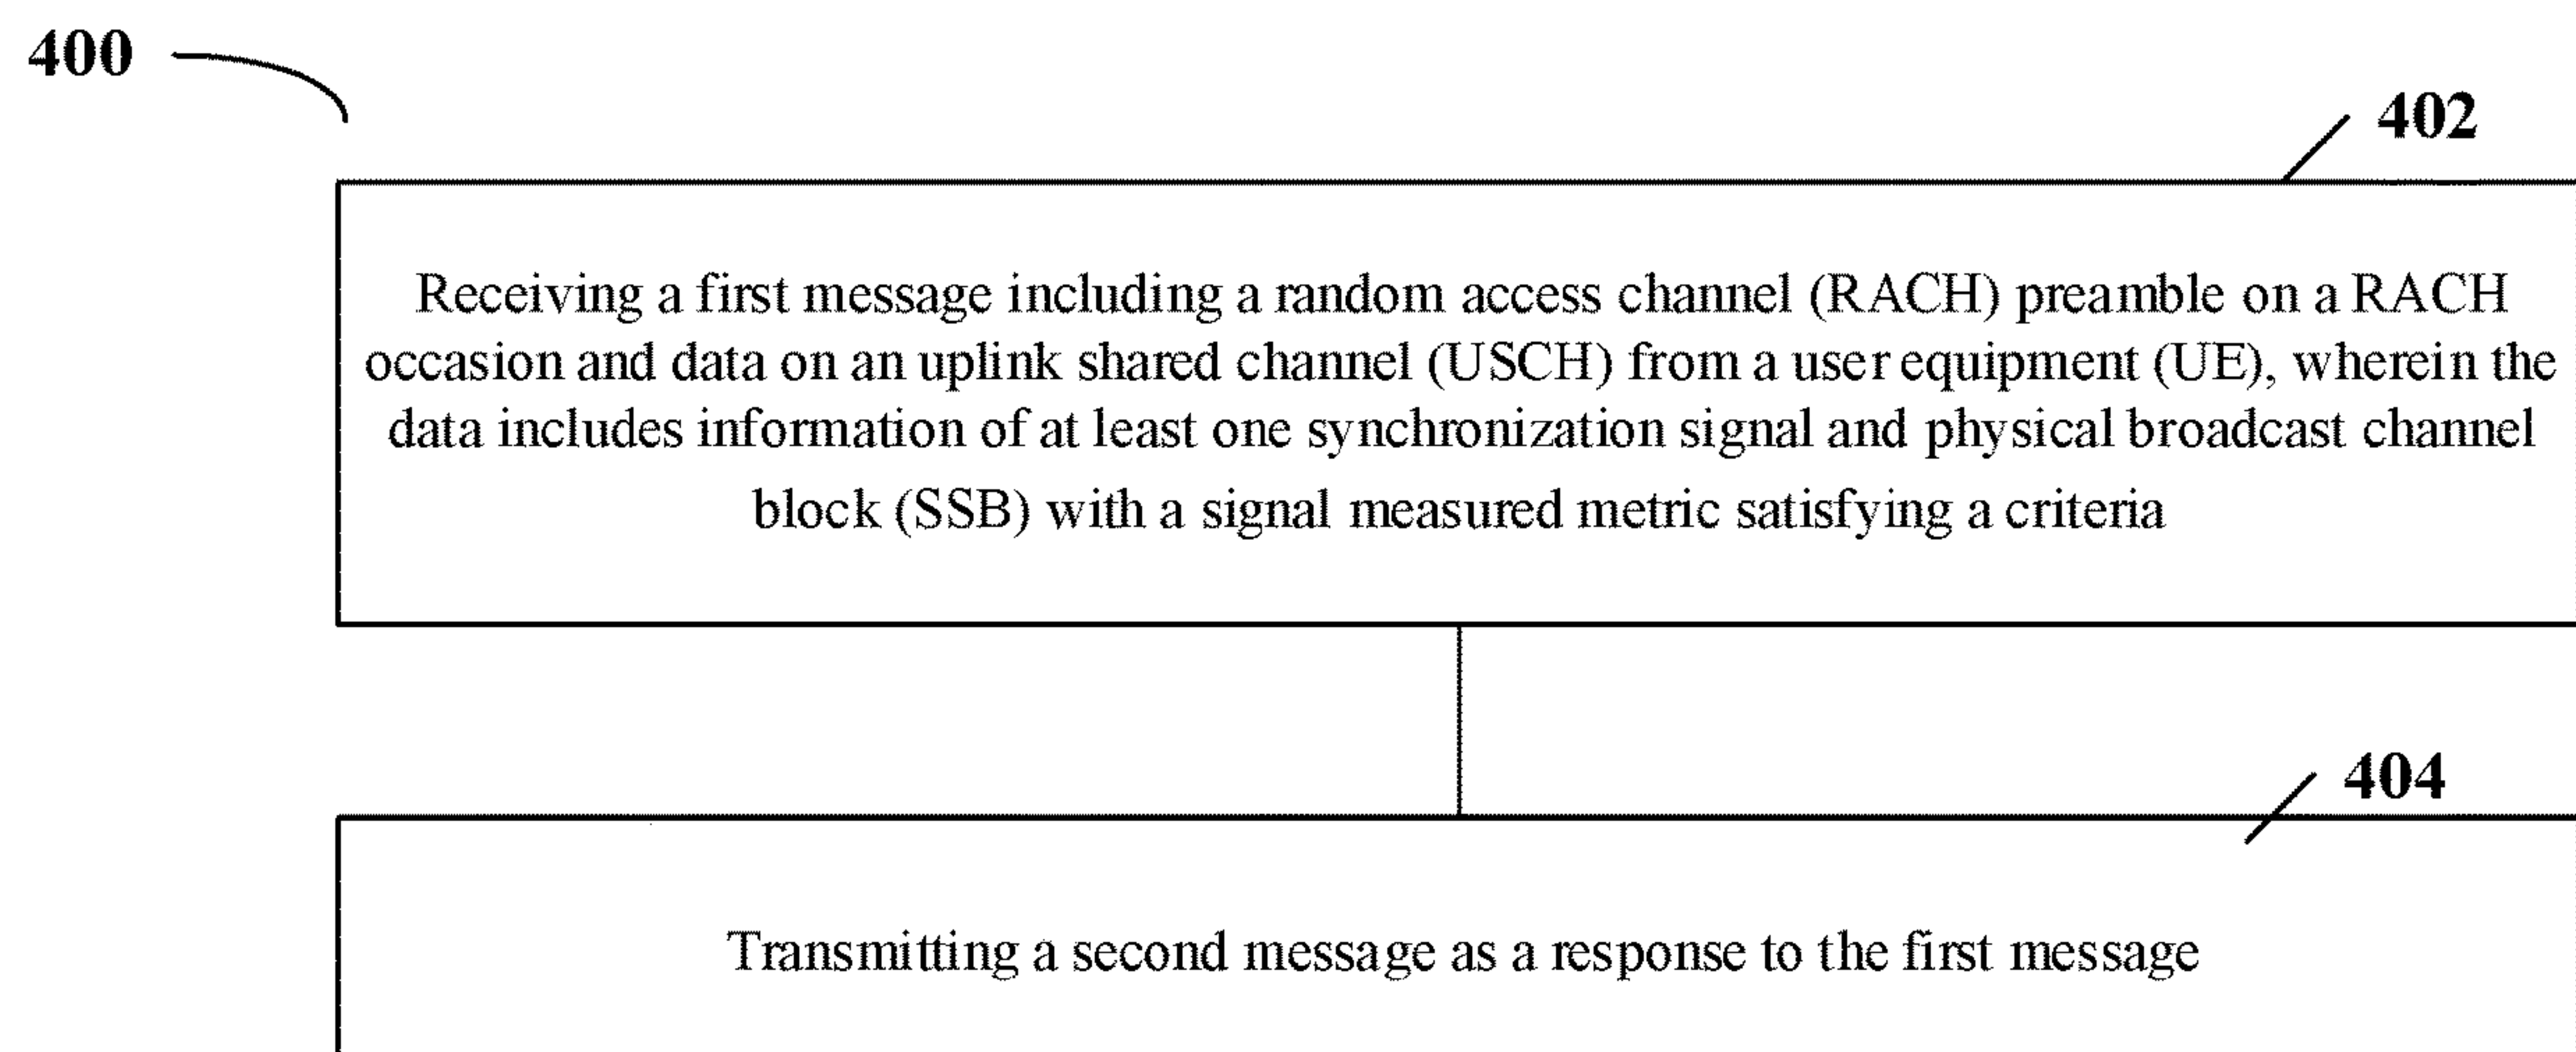 400
402
Receiving a first message including a random access channel (RACH) preamble on a RACH
occasion and data on an uplink shared channel (USCH) from a user equipment (UE), wherein the
data includes information of at least one synchronization signal and physical broadcast channel
block (SSB) with a signal measured metric satisfying a criteria
404
Transmitting a second message as a response to the first message